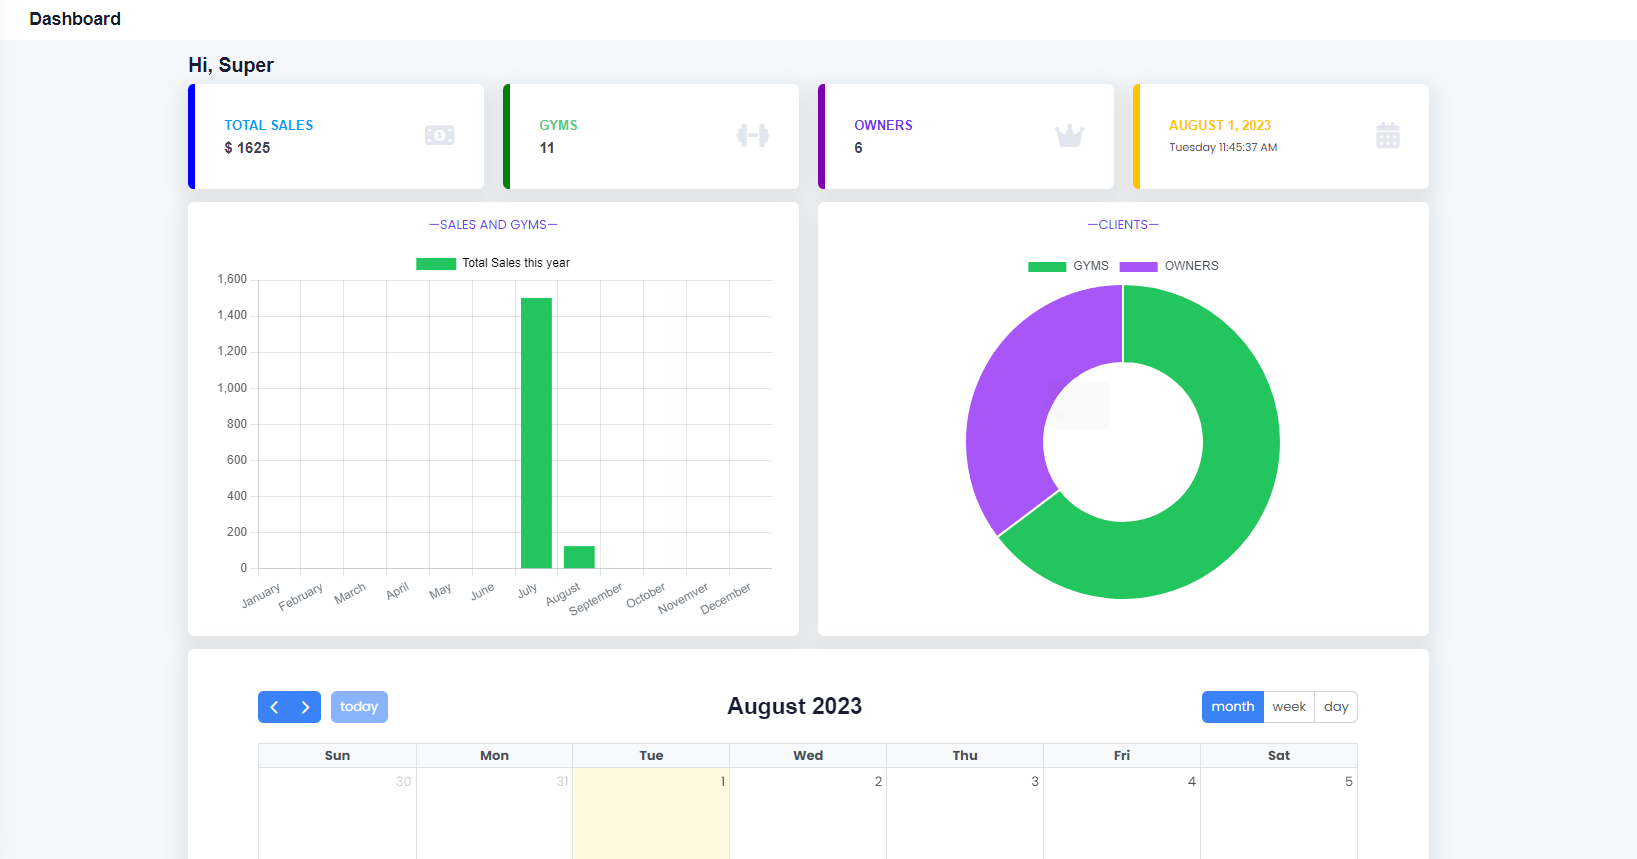 Dashboard
Hi, Super
TOTAL SALES
$ 1625
GYMS
11
OWNERS
6
AUGUST 1, 2023
Tuesday 11:45:37 AM
—SALES AND GYMS—
Total Sales this year
1,600
1,400
1,200
1,000
800
600
400
200
0
January February March April May June July August September October Novemver December
—CLIENTS—
GYMS OWNERS
today
August 2023
month week day
Sun Mon Tue Wed Thu Fri Sat
30 31 1 2 3 4 5